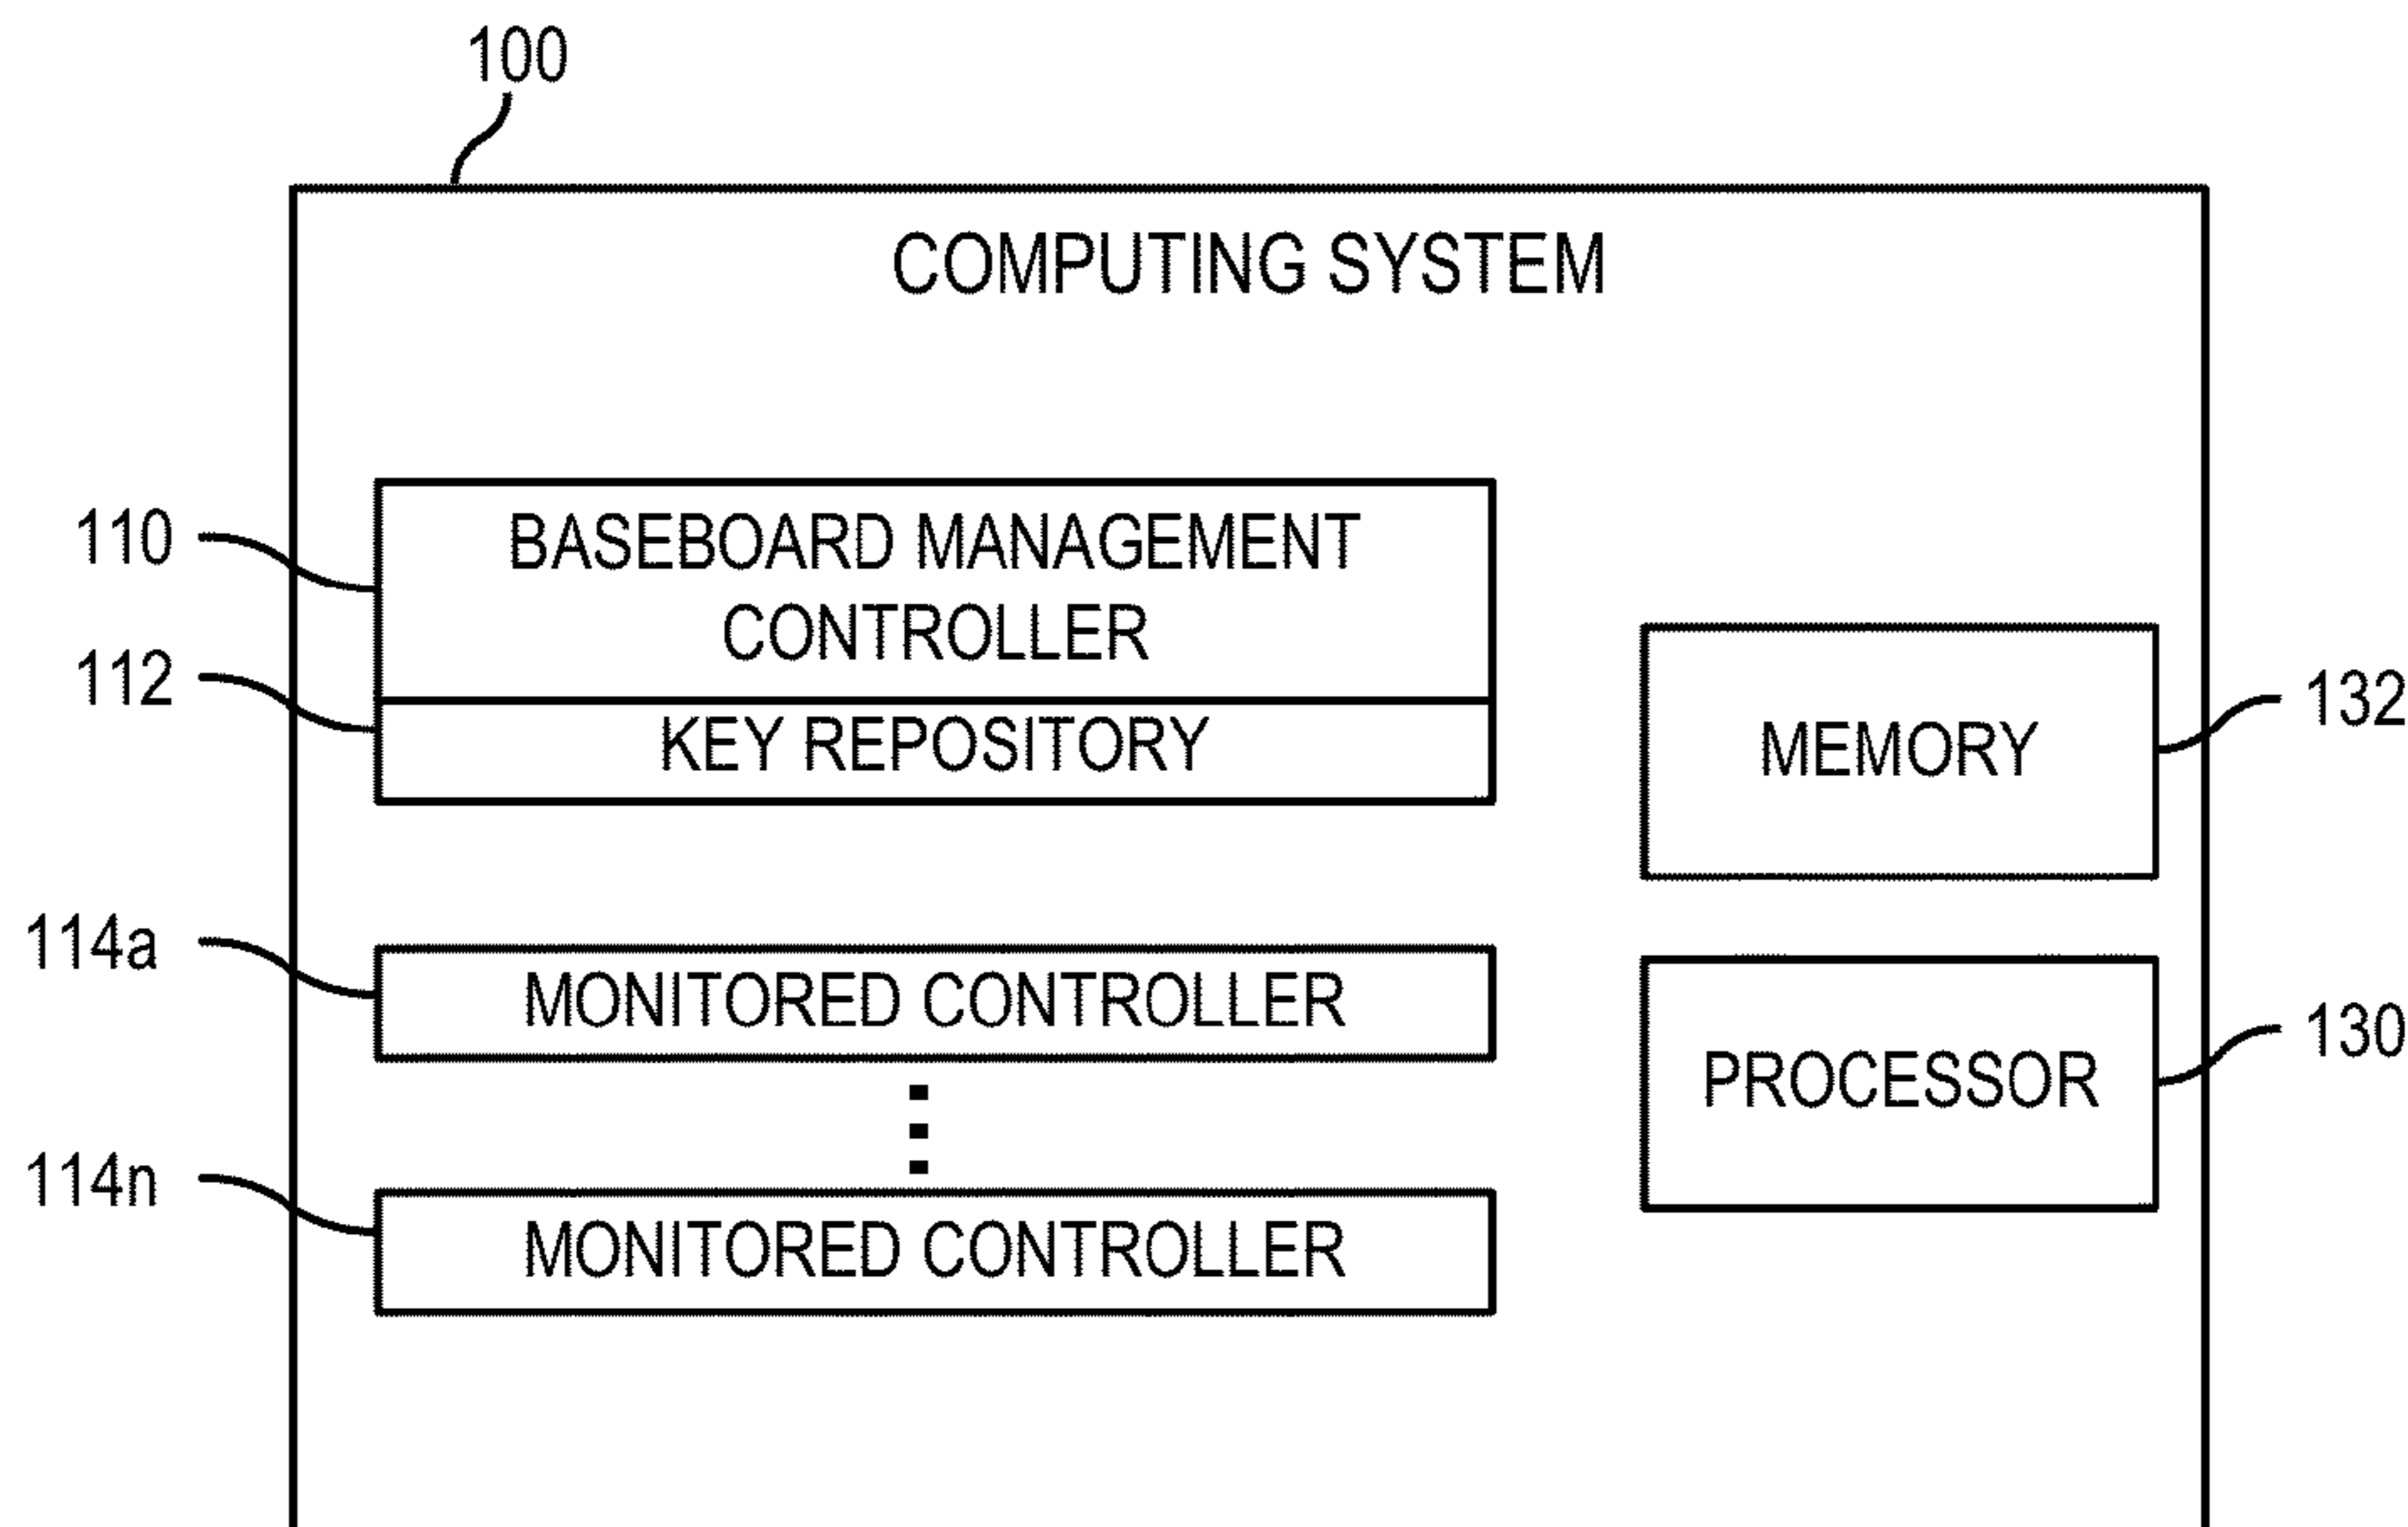 100
COMPUTING SYSTEM
110
BASEBOARD MANAGEMENT
CONTROLLER
112
KEY REPOSITORY
132
MEMORY
114a
MONITORED CONTROLLER
130
PROCESSOR
114n
MONITORED CONTROLLER